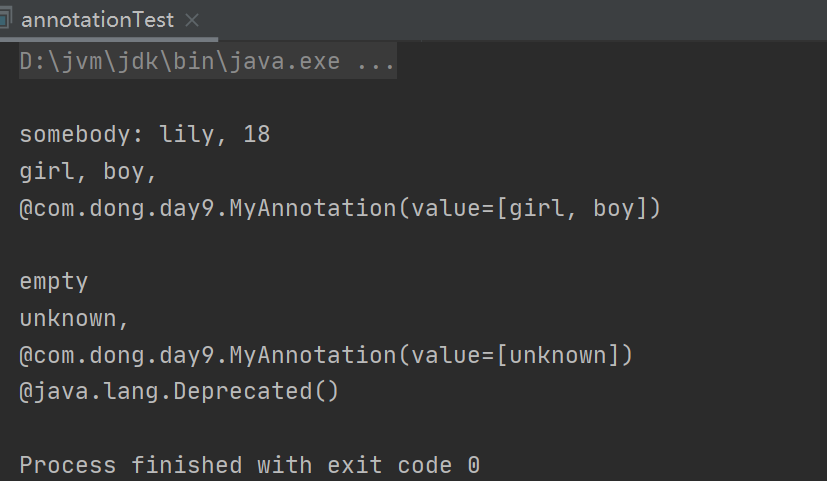 annotationTest
D:\jvm\jdk\bin\java.exe ...
somebody: lily, 18
girl, boy,
@com.dong.day9.MyAnnotation(value=[girl, boy])
empty
unknown,
@com.dong.day9.MyAnnotation(value=[unknown])
@java.lang.Deprecated()
Process finished with exit code 0